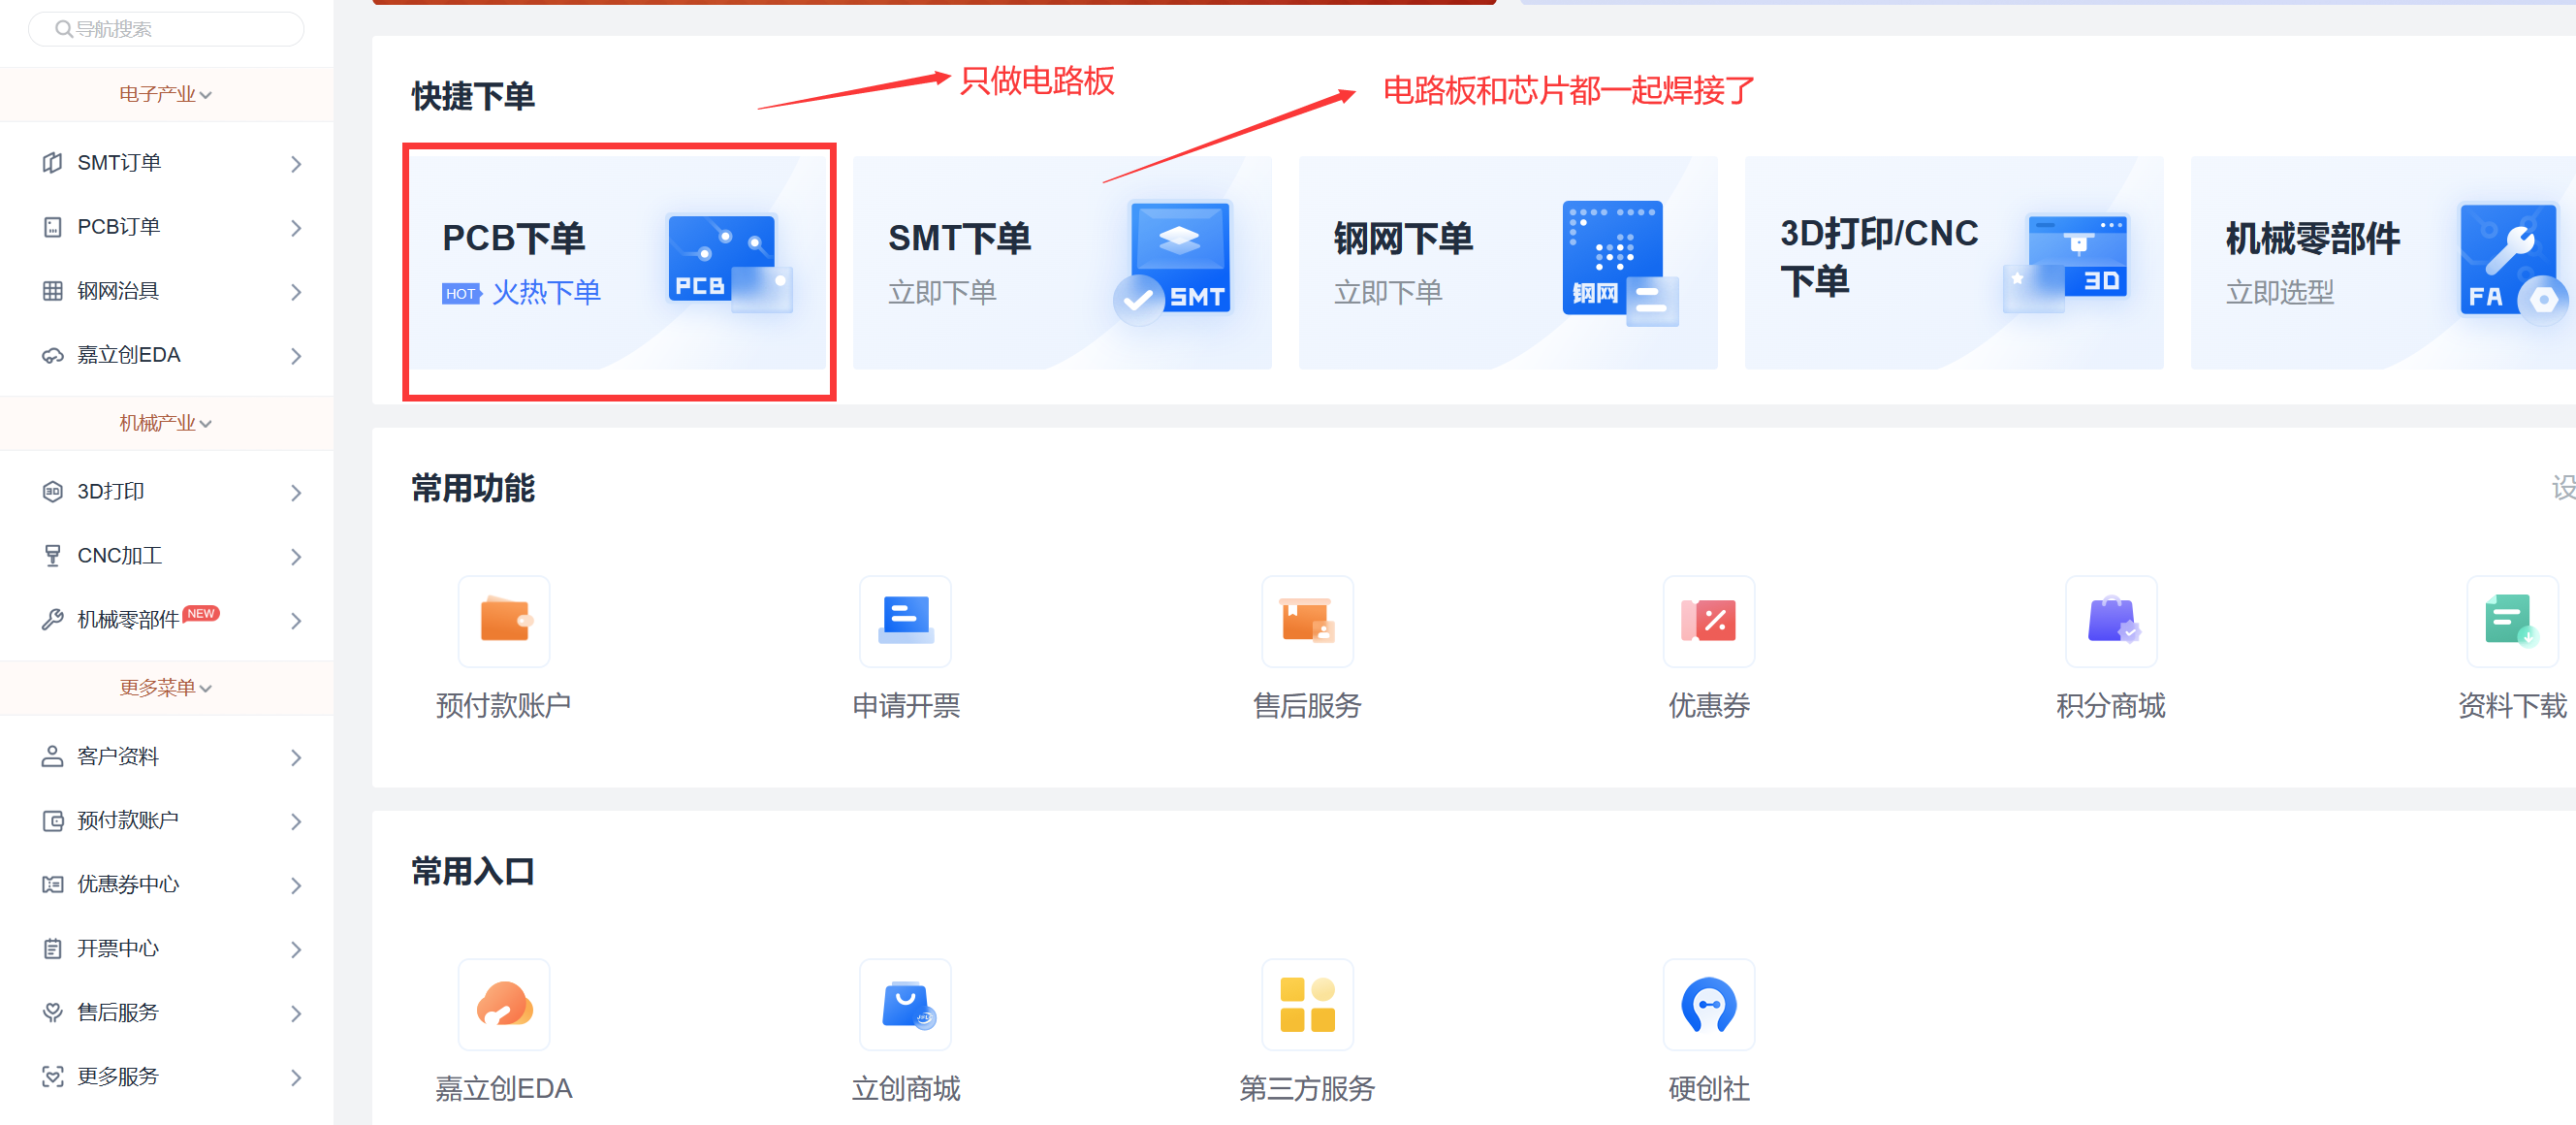 导航搜索
电子产业
SMT订单
PCB订单
钢网治具
嘉立创EDA
机械产业
3D打印
CNC加工
机械零部件 NEW
更多菜单
客户资料
预付款账户
优惠券中心
开票中心
售后服务
更多服务
快捷下单
只做电路板
电路板和芯片都一起焊接了
PCB下单
HOT 火热下单
PCB
SMT下单
立即下单
SMT
钢网下单
立即下单
钢网
3D打印/CNC
下单
3D
机械零部件
立即选型
FA
常用功能
设
预付款账户
申请开票
售后服务
优惠券
积分商城
资料下载
常用入口
嘉立创EDA
立创商城
第三方服务
硬创社